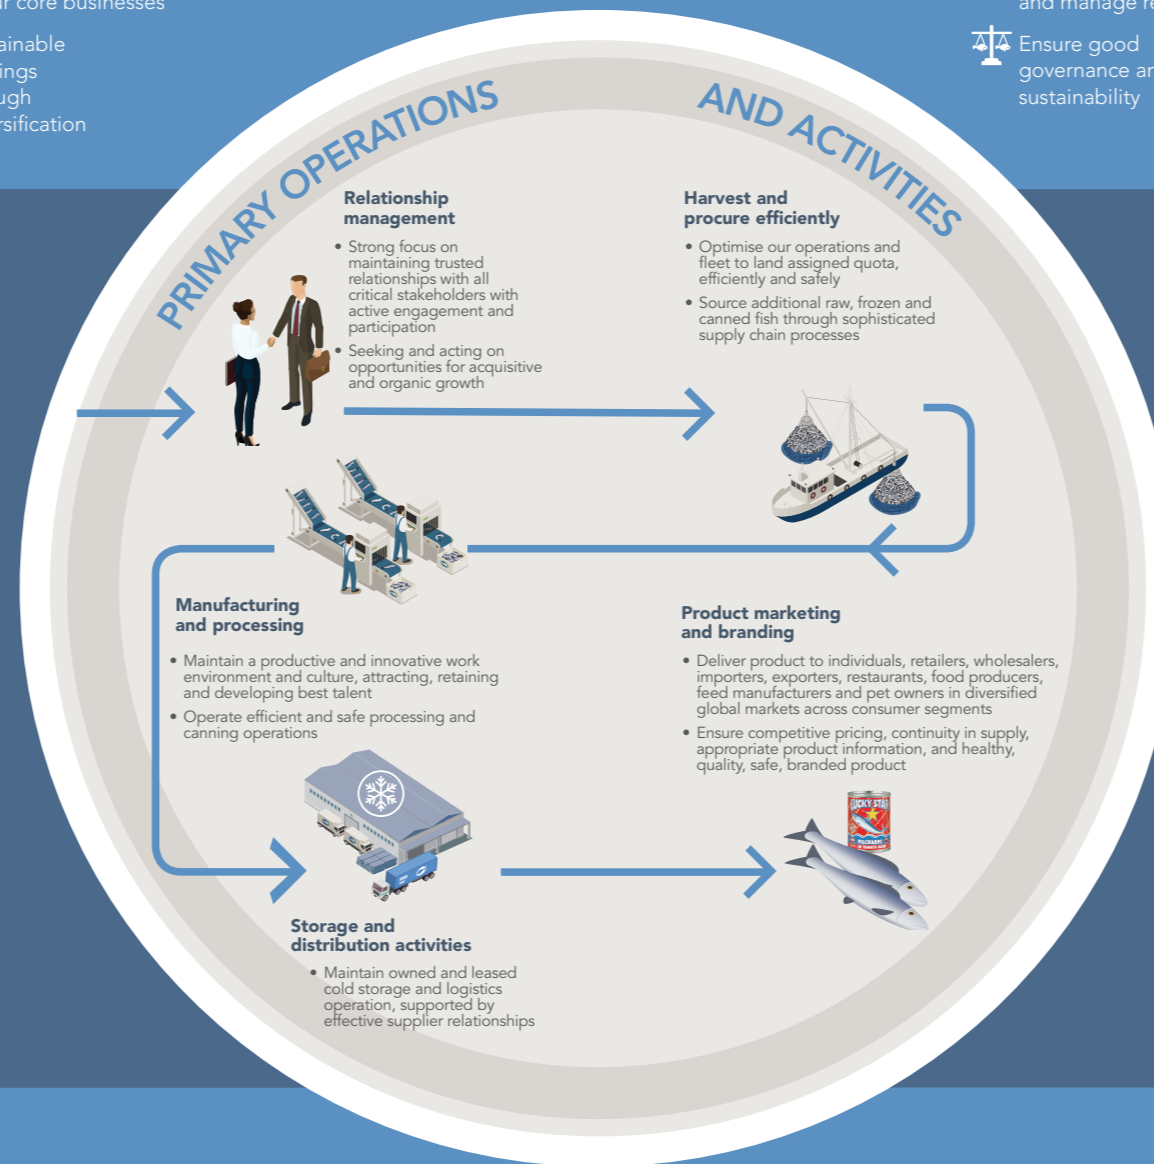 r core businesses
ainable
ings
ugh
rsification
and manage re
Ensure good
governance an
sustainability
PRIMARY OPERATIONS AND ACTIVITIES
Relationship
management
• Strong focus on
maintaining trusted
relationships with all
critical stakeholders with
active engagement and
participation
• Seeking and acting on
opportunities for acquisitive
and organic growth
Harvest and
procure efficiently
• Optimise our operations and
fleet to land assigned quota,
efficiently and safely
• Source additional raw, frozen and
canned fish through sophisticated
supply chain processes
Manufacturing
and processing
• Maintain a productive and innovative work
environment and culture, attracting, retaining
and developing best talent
• Operate efficient and safe processing and
canning operations
Product marketing
and branding
• Deliver product to individuals, retailers, wholesalers,
importers, exporters, restaurants, food producers,
feed manufacturers and pet owners in diversified
global markets across consumer segments
• Ensure competitive pricing, continuity in supply,
appropriate product information, and healthy,
quality, safe, branded product
LUCKY STAR
PILCHARDS
Storage and
distribution activities
• Maintain owned and leased
cold storage and logistics
operation, supported by
effective supplier relationships